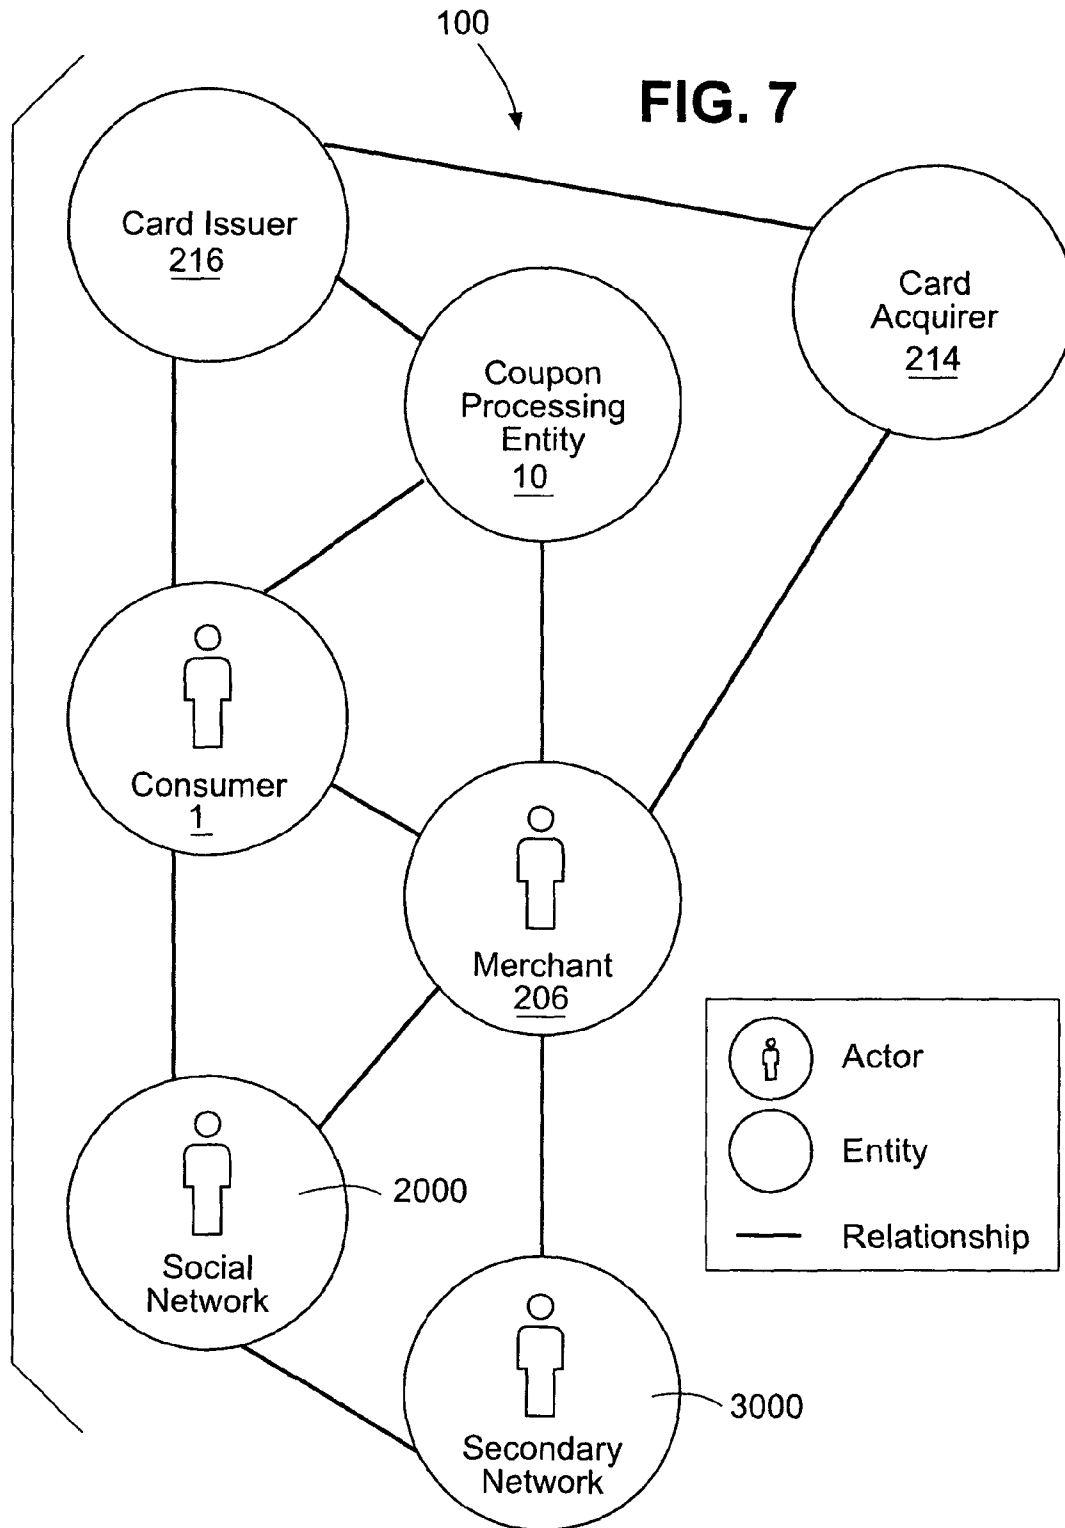 100
FIG. 7
Card Issuer
216
Card
Acquirer
214
Coupon
Processing
Entity
10
Consumer
1
Merchant
206
2000
Social
Network
3000
Secondary
Network
Actor
Entity
Relationship